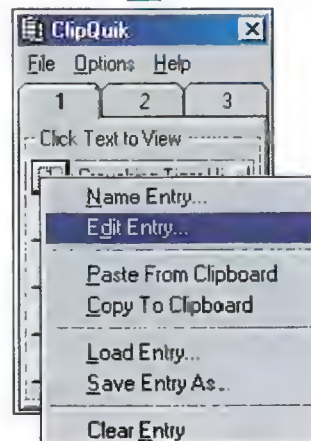 ClipQuik
File Options Help
1 2 3
Click Text to View
Name Entry...
Edit Entry...
Paste From Clipboard
Copy To Clipboard
Load Entry...
Save Entry As...
Clear Entry